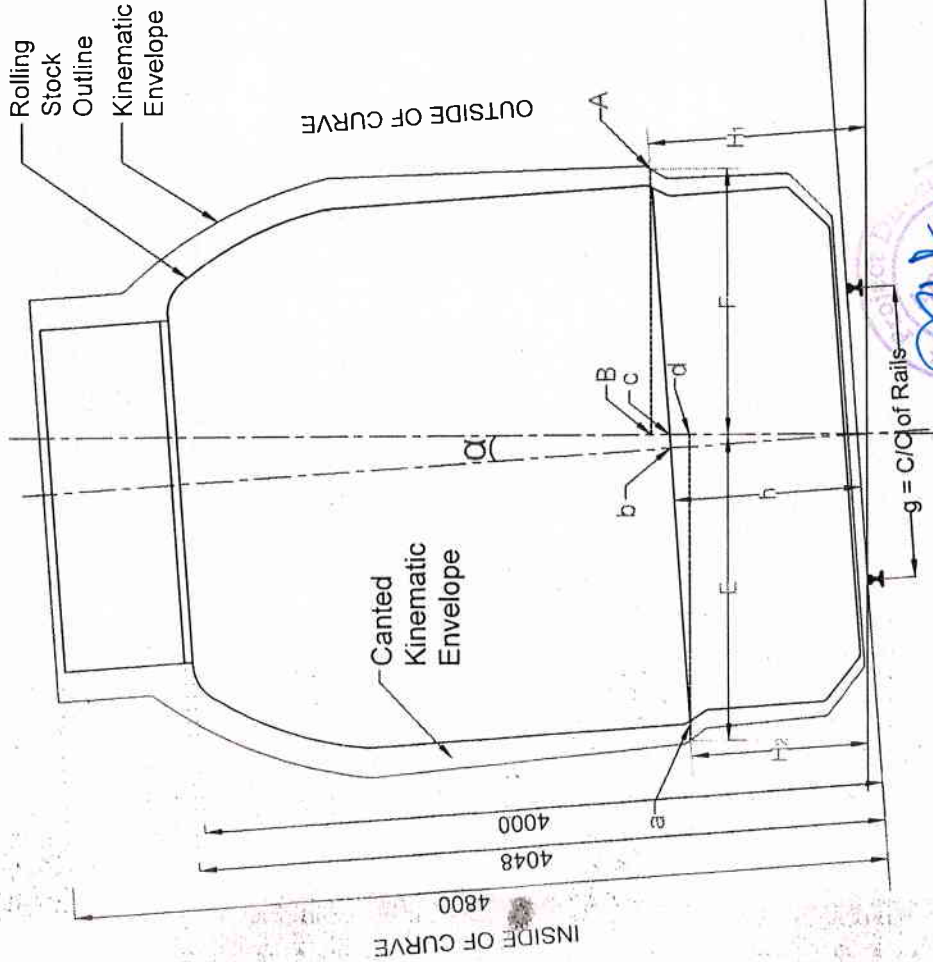 Rolling
Stock
Outline
Kinematic
Envelope
OUTSIDE OF CURVE
A
H1
α
B
c
d
b
F
h
E
g = C/C of Rails
Canted
Kinematic
Envelope
a
H2
4000
4048
4800
INSIDE OF CURVE